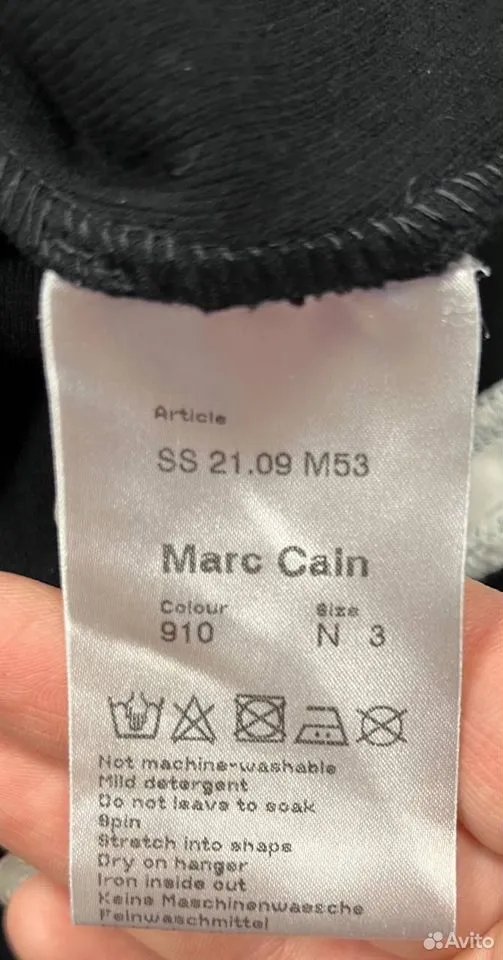 Article
SS 21.09 M53
Marc Cain
Colour
Size
910
N 3
Not machine-washable
Mild detergent
Do not leave to soak
Spin
Stretch into shape
Dry on hanger
Iron inside out
Keine Maschinenwaesche
Feinwaschmittel
Avito